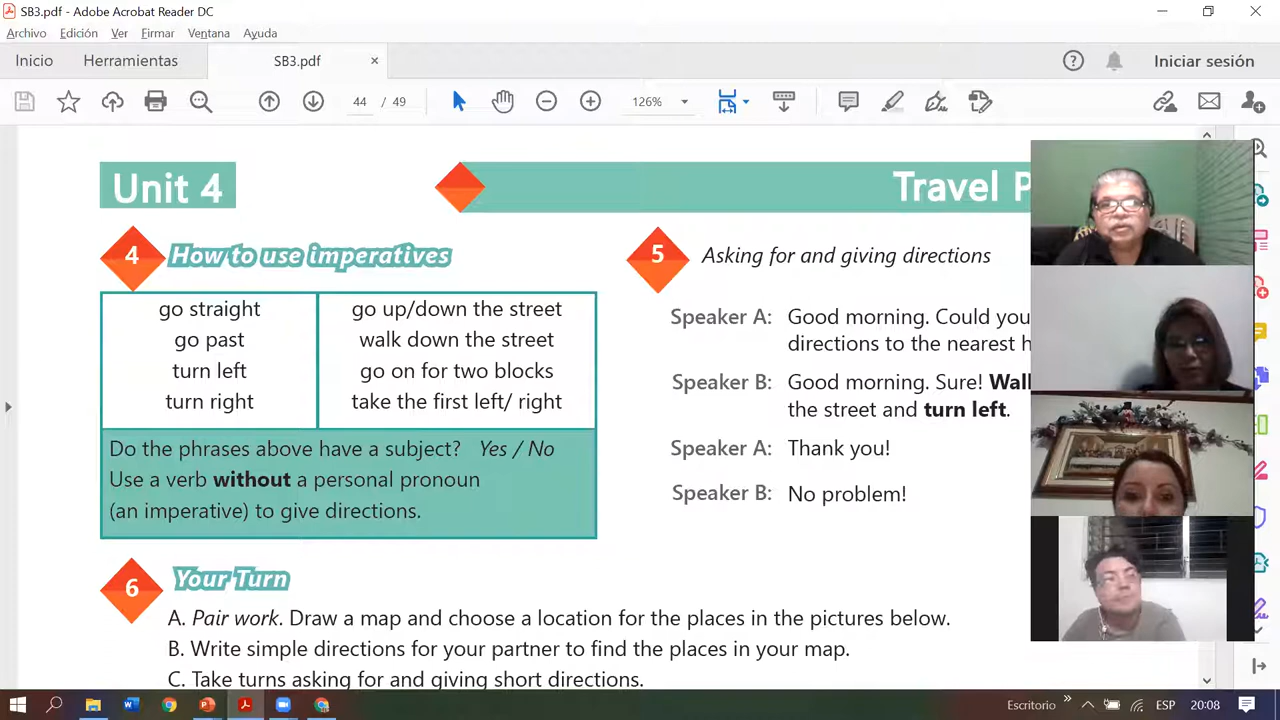 SB3.pdf - Adobe Acrobat Reader DC
Archivo Edición Ver Firmar Ventana Ayuda
Inicio Herramientas SB3.pdf × Iniciar sesión
44 / 49 126%
Unit 4 Travel P
4 How to use imperatives
go straight go up/down the street
go past walk down the street
turn left go on for two blocks
turn right take the first left/ right
Do the phrases above have a subject? Yes / No
Use a verb without a personal pronoun
(an imperative) to give directions.
5 Asking for and giving directions
Speaker A: Good morning. Could you
directions to the nearest h
Speaker B: Good morning. Sure! Wal
the street and turn left.
Speaker A: Thank you!
Speaker B: No problem!
6 Your Turn
A. Pair work. Draw a map and choose a location for the places in the pictures below.
B. Write simple directions for your partner to find the places in your map.
C. Take turns asking for and giving short directions.
Escritorio » ESP 20:08